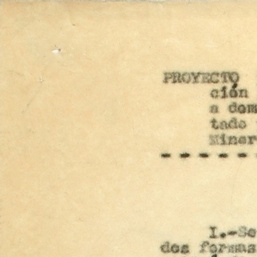 PROYECTO
ción
a dom
tado
Miner
I.-Se
dos formas